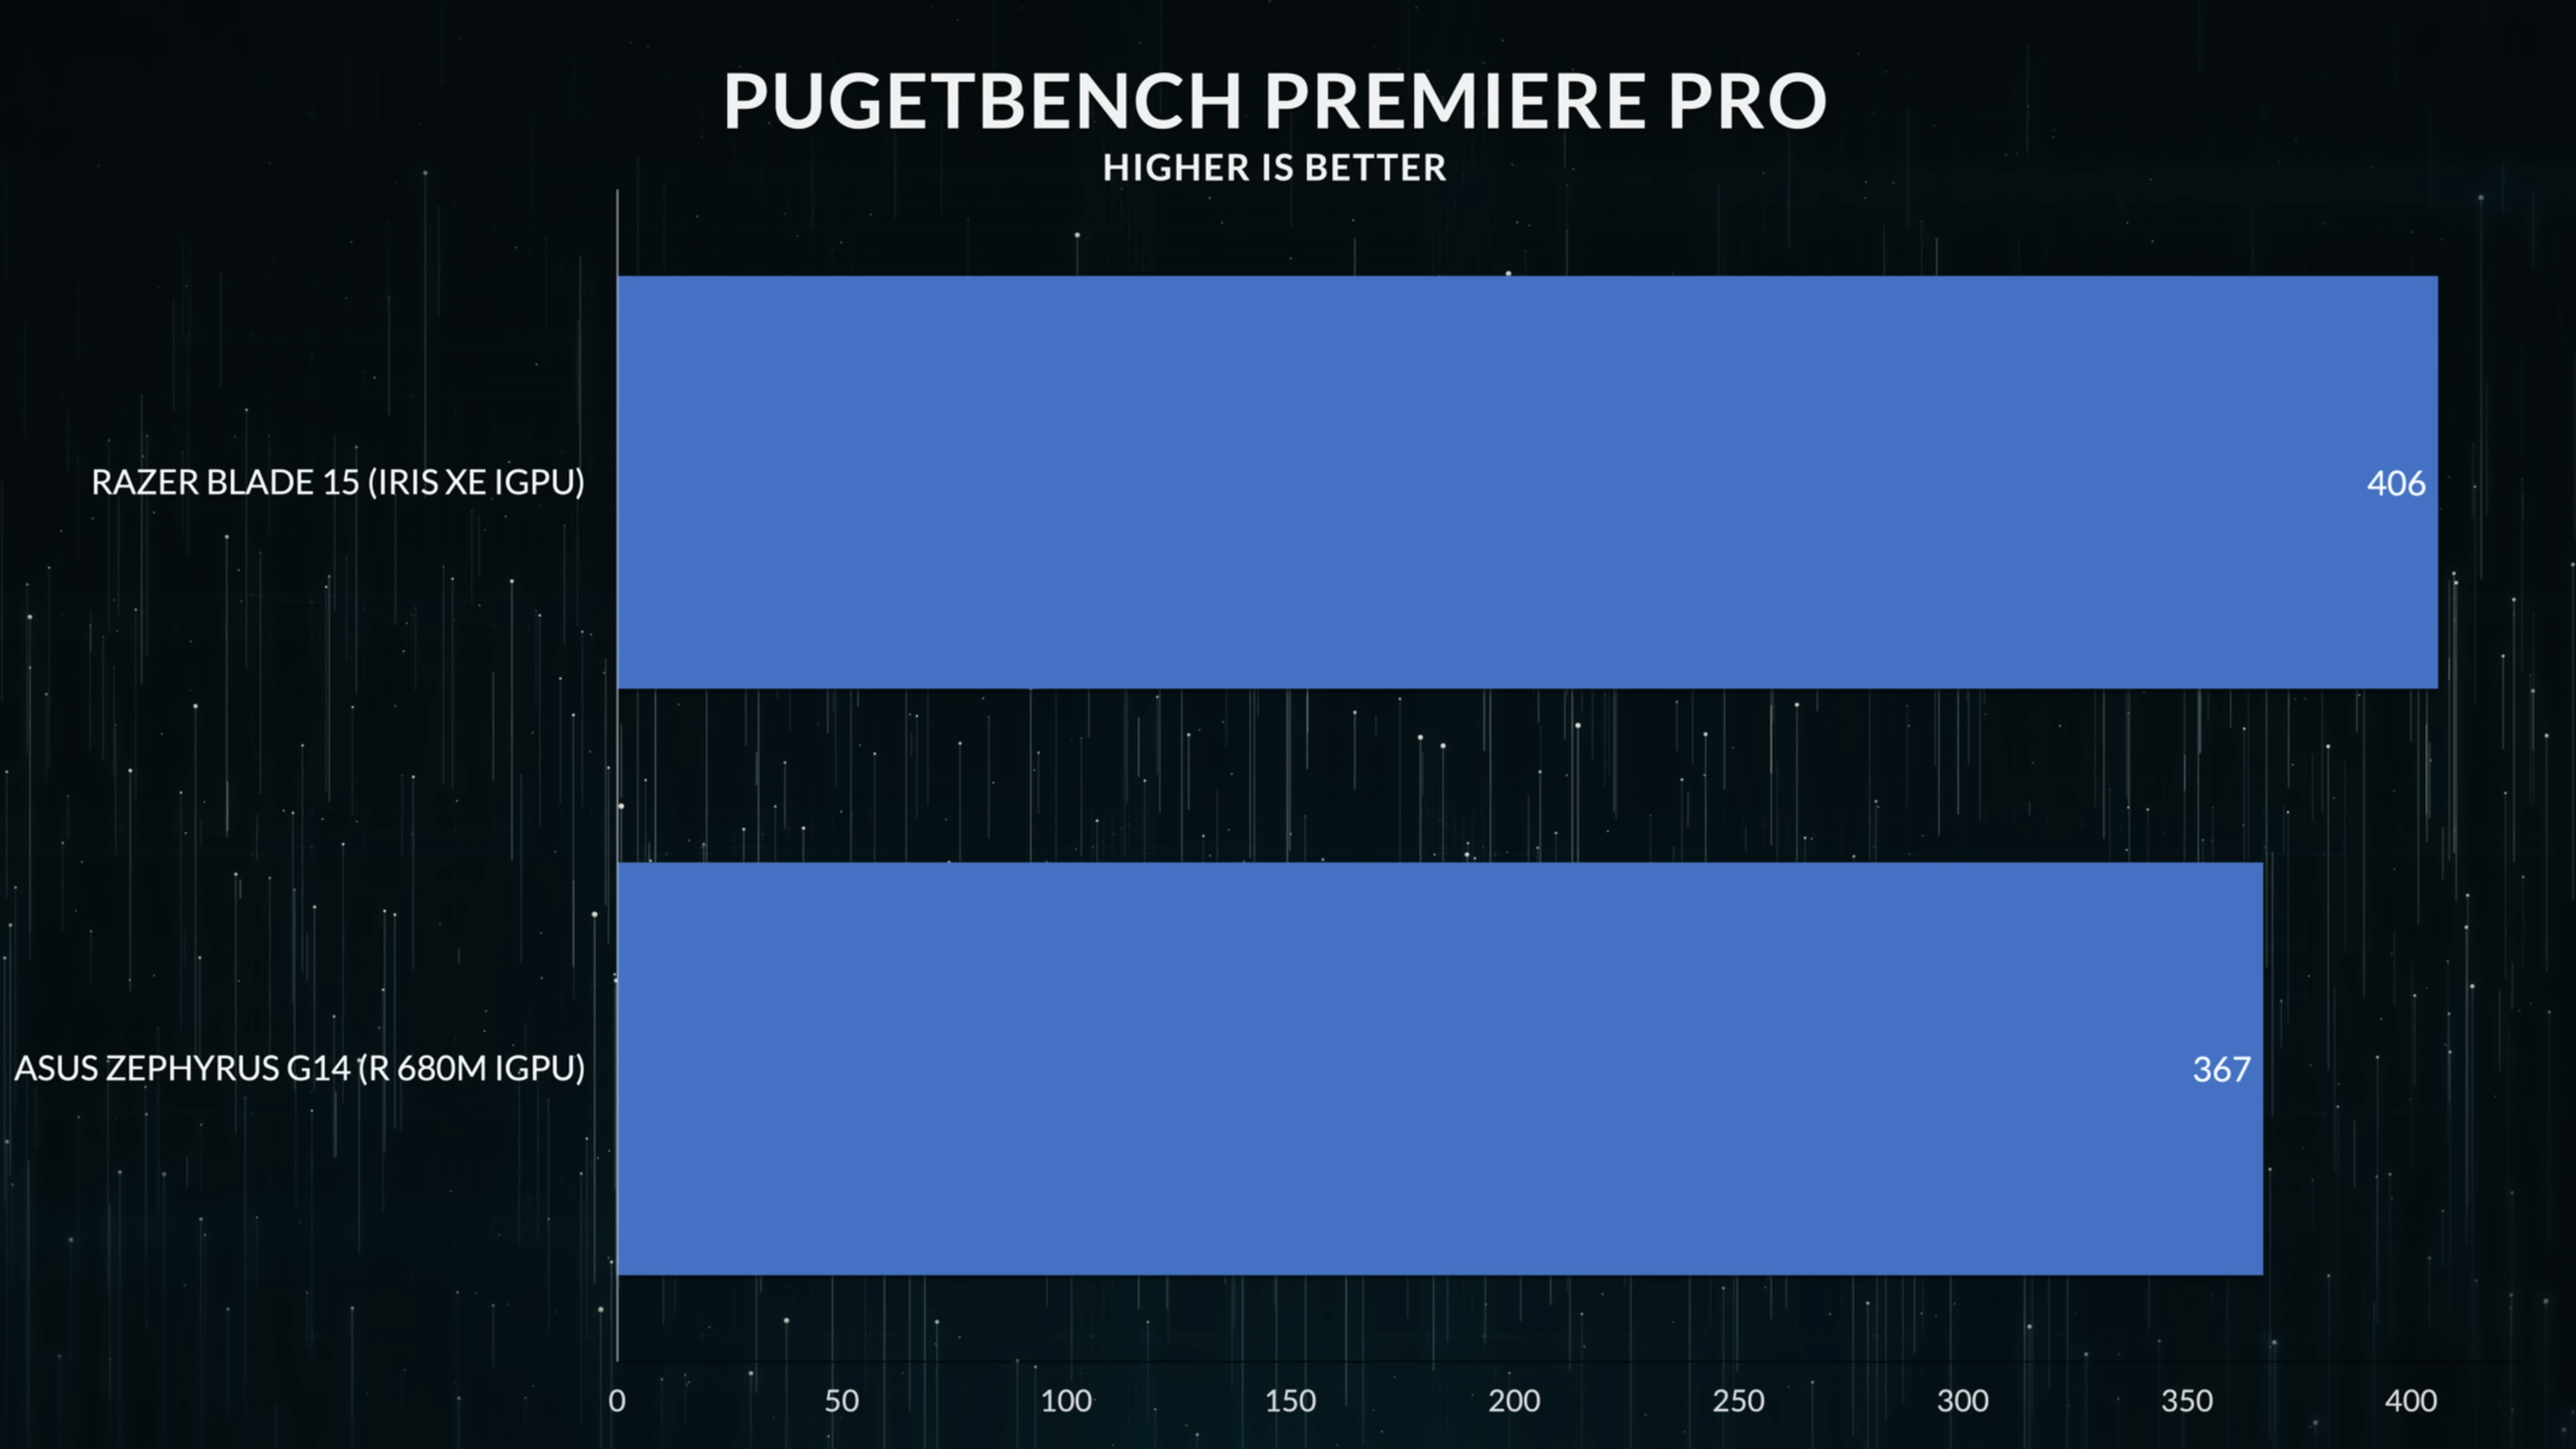 PUGETBENCH PREMIERE PRO
HIGHER IS BETTER
RAZER BLADE 15 (IRIS XE IGPU)
406
ASUS ZEPHYRUS G14 (R 680M IGPU)
367
0 50 100 150 200 250 300 350 400